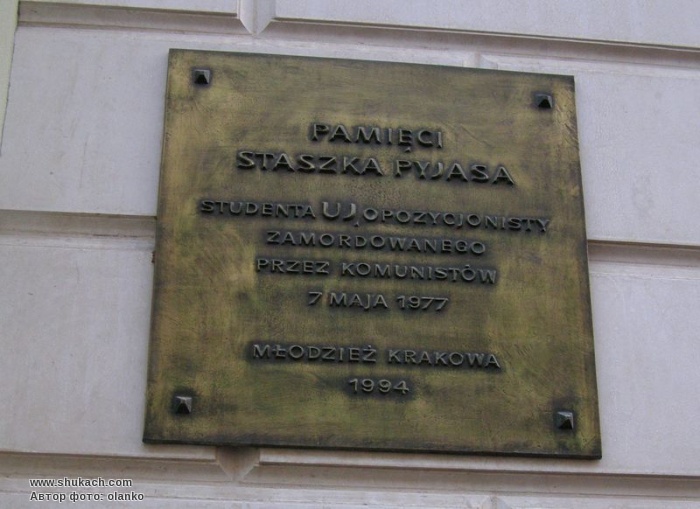 PAMIĘCI
STASZKA PYJASA
STUDENTA UJ, OPOZYCJONISTY
ZAMORDOWANEGO
PRZEZ KOMUNISTÓW
7 MAJA 1977
MŁODZIEŻ KRAKOWA
1994
www.shukach.com
Автор фото: olanko